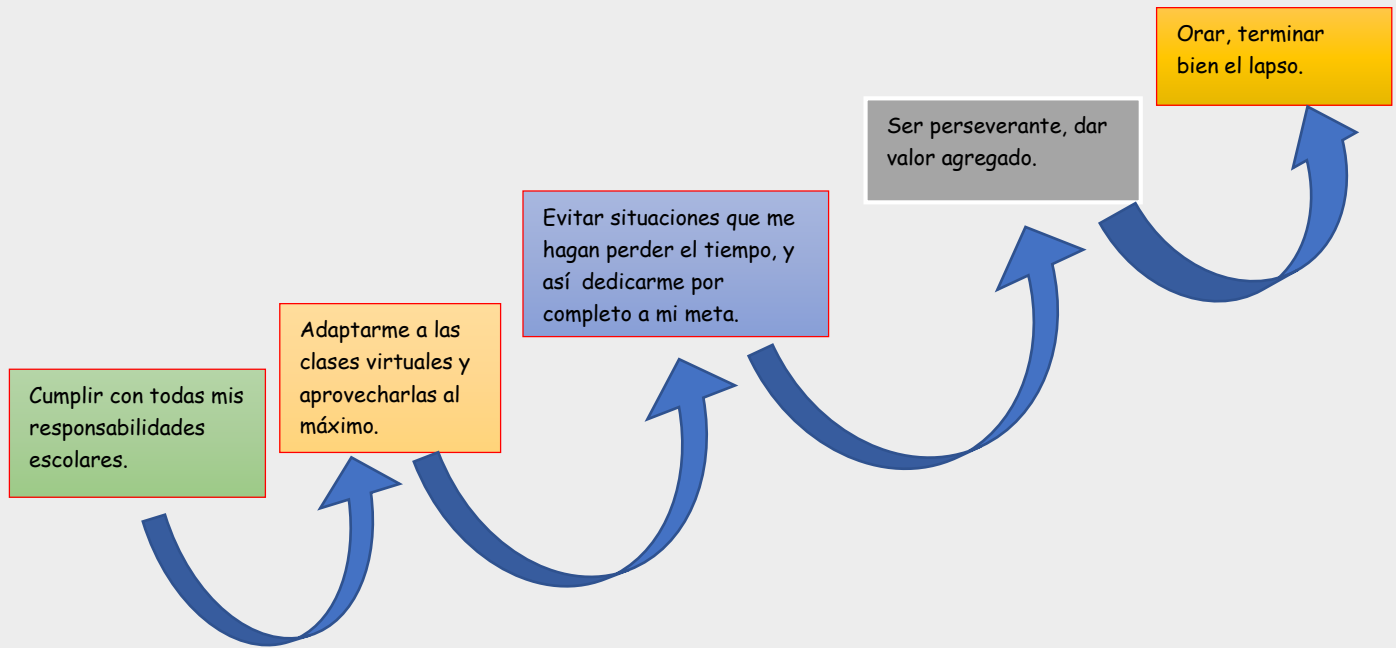 Orar, terminar
bien el lapso.
Ser perseverante, dar
valor agregado.
Evitar situaciones que me
hagan perder el tiempo, y
así  dedicarme por
completo a mi meta.
Adaptarme a las
clases virtuales y
aprovecharlas al
máximo.
Cumplir con todas mis
responsabilidades
escolares.